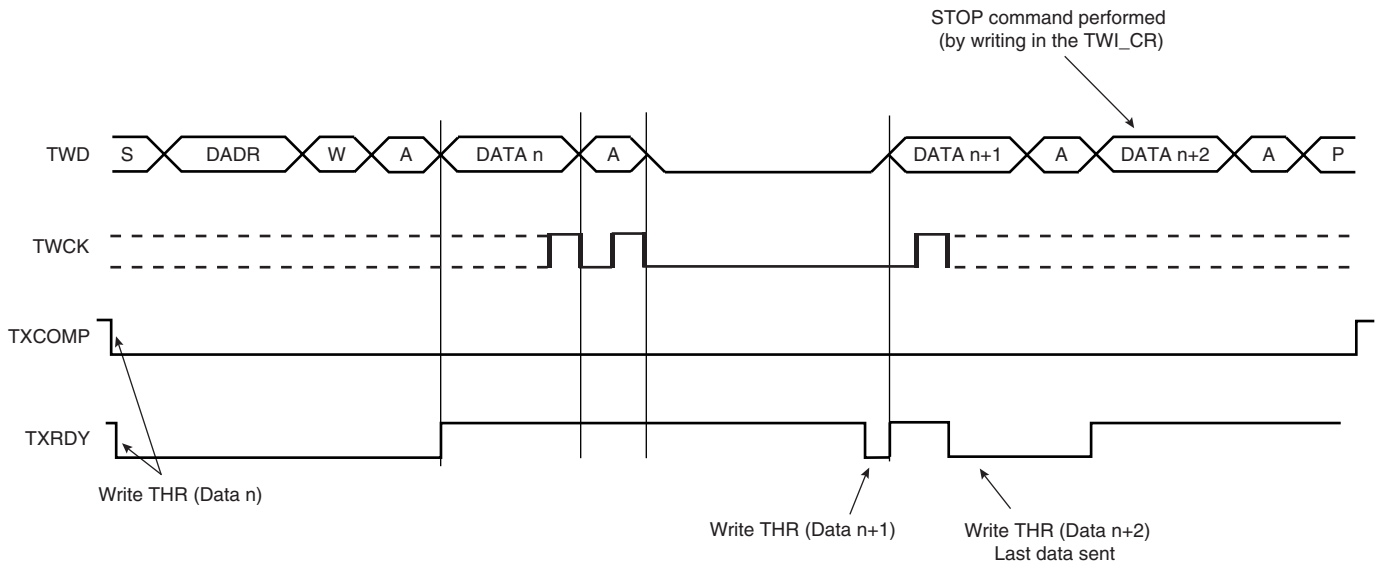 STOP command performed
(by writing in the TWI_CR)
TWD S DADR W A DATA n A DATA n+1 A DATA n+2 A P
TWCK
TXCOMP
TXRDY
Write THR (Data n)
Write THR (Data n+1)
Write THR (Data n+2)
Last data sent